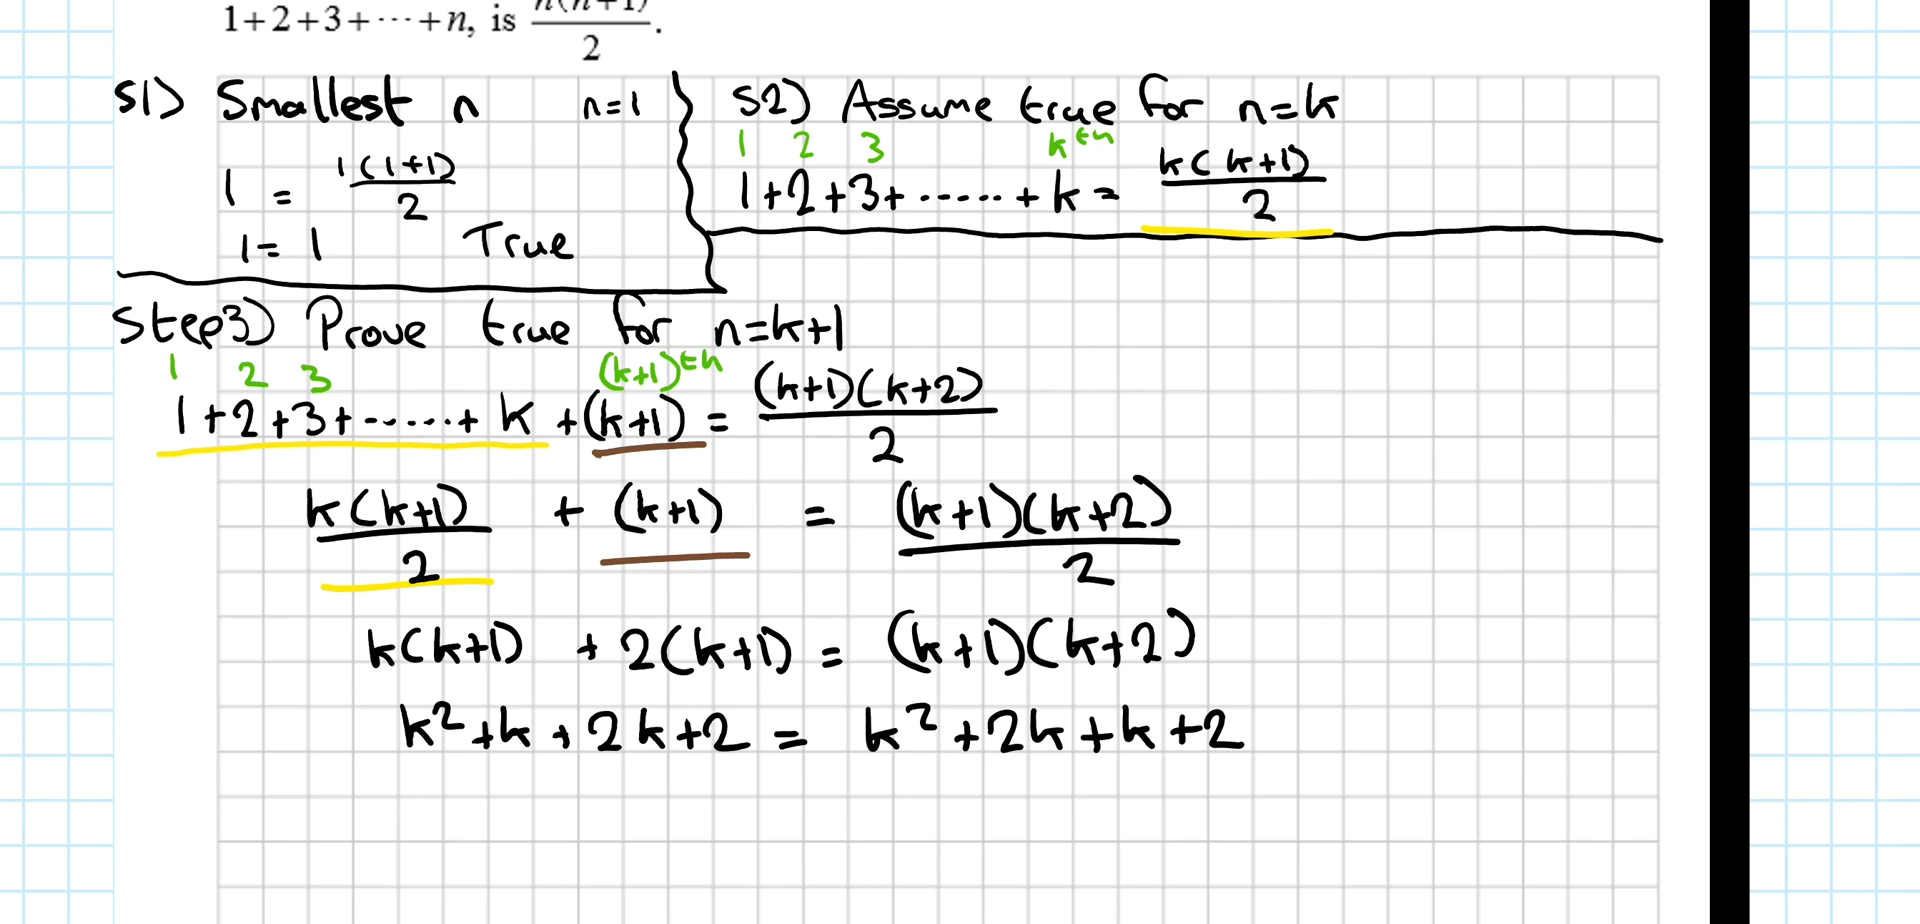 1+2+3+⋯+n, is n(n+1)/2.
S1) Smallest n n=1
1 = 1(1+1)/2
1 = 1 True
S2) Assume true for n=k
1 2 3 k ← n
1+2+3+......+k = k(k+1)/2
Step3) Prove true for n=k+1
1 2 3 (k+1) ← n
1+2+3+......+k+(k+1) = (k+1)(k+2)/2
k(k+1)/2 + (k+1) = (k+1)(k+2)/2
k(k+1) + 2(k+1) = (k+1)(k+2)
k²+k+2k+2 = k²+2k+k+2